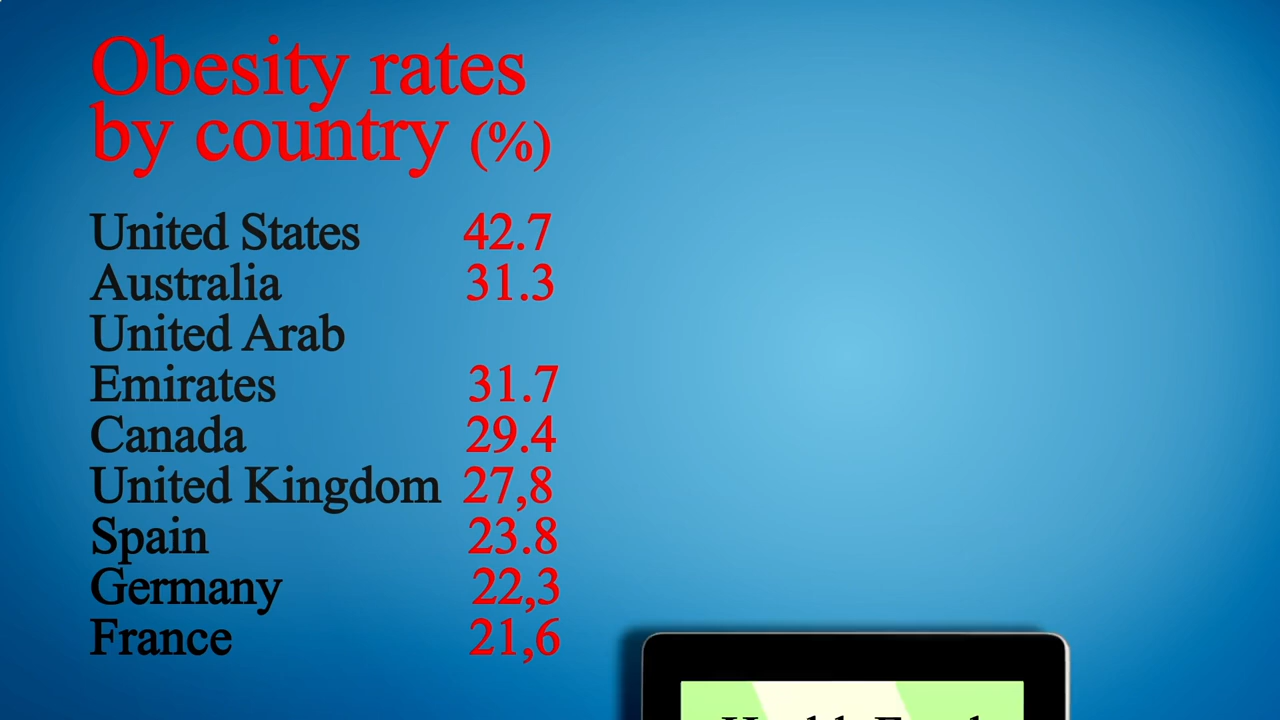 Obesity rates
by country (%)
United States 42.7
Australia 31.3
United Arab
Emirates 31.7
Canada 29.4
United Kingdom 27,8
Spain 23.8
Germany 22,3
France 21,6